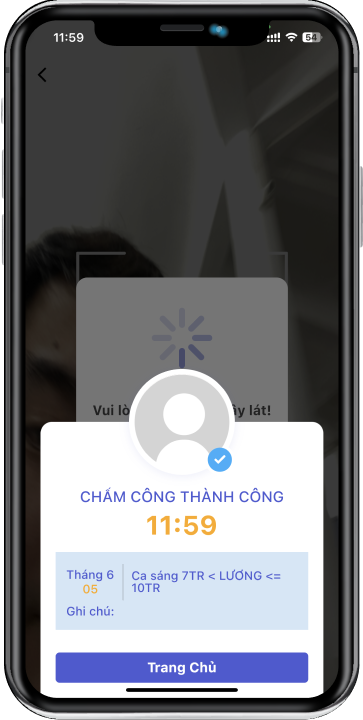 11:59
54
Vui lò ây lát!
CHẤM CÔNG THÀNH CÔNG
11:59
Tháng 6
05
Ca sáng 7TR < LƯƠNG <=
10TR
Ghi chú:
Trang Chủ